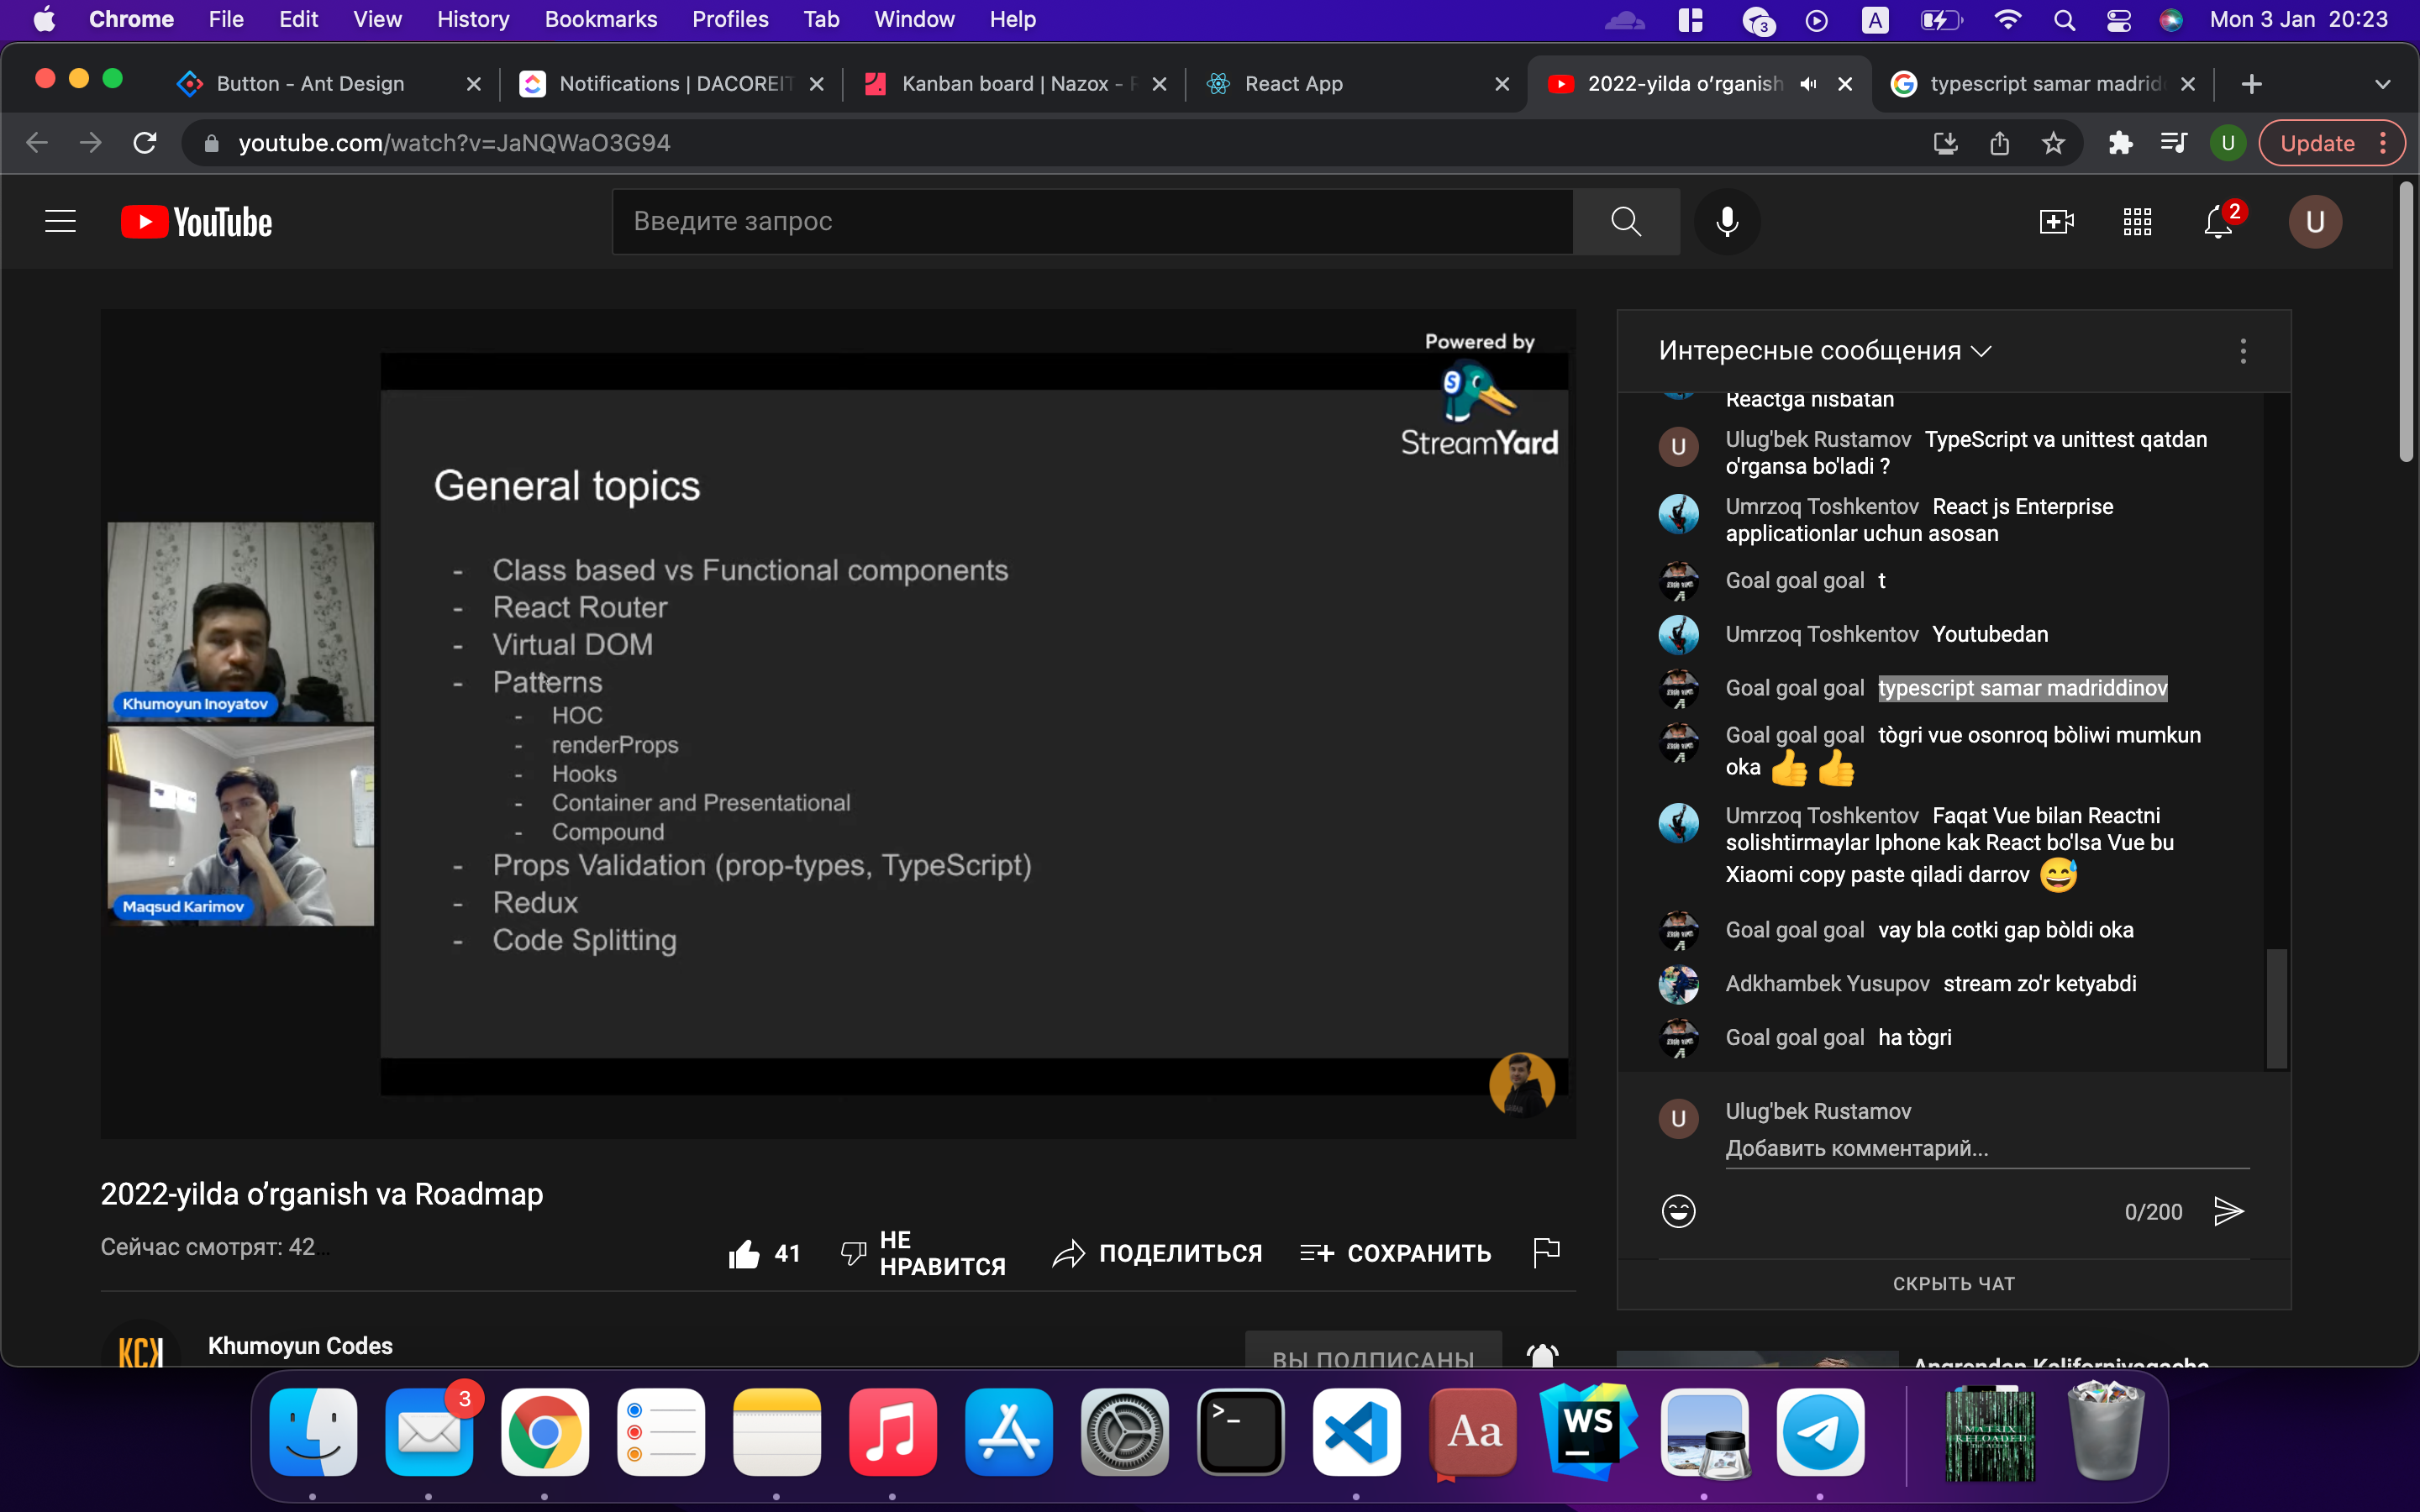 Chrome File Edit View History Bookmarks Profiles Tab Window Help 3 A Mon 3 Jan 20:23
Button - Ant Design Notifications | DACOREIT Kanban board | Nazox - React App 2022-yilda o’rganish typescript samar madrid
youtube.com/watch?v=JaNQWaO3G94 U Update
YouTube Введите запрос 2 U
Powered by
StreamYard
General topics
- Class based vs Functional components
- React Router
- Virtual DOM
- Patterns
- HOC
- renderProps
- Hooks
- Container and Presentational
- Compound
- Props Validation (prop-types, TypeScript)
- Redux
- Code Splitting
Khumoyun Inoyatov
Maqsud Karimov
Интересные сообщения
Reactga nisbatan
U Ulug'bek Rustamov TypeScript va unittest qatdan
o'rgansa bo'ladi ?
Umrzoq Toshkentov React js Enterprise
applicationlar uchun asosan
Goal goal goal t
Umrzoq Toshkentov Youtubedan
Goal goal goal typescript samar madriddinov
Goal goal goal tògri vue osonroq bòliwi mumkun
oka 👍 👍
Umrzoq Toshkentov Faqat Vue bilan Reactni
solishtirmaylar Iphone kak React bo'lsa Vue bu
Xiaomi copy paste qiladi darrov 😅
Goal goal goal vay bla cotki gap bòldi oka
Adkhambek Yusupov stream zo'r ketyabdi
Goal goal goal ha tògri
U Ulug'bek Rustamov
Добавить комментарий...
0/200
СКРЫТЬ ЧАТ
2022-yilda o’rganish va Roadmap
Сейчас смотрят: 42...
41 НЕ
НРАВИТСЯ ПОДЕЛИТЬСЯ СОХРАНИТЬ
Khumoyun Codes
ВЫ ПОДПИСАНЫ
Angrendan Kaliforniyagacha
3
>_
Aa
WS
MATRIX
RELOADED